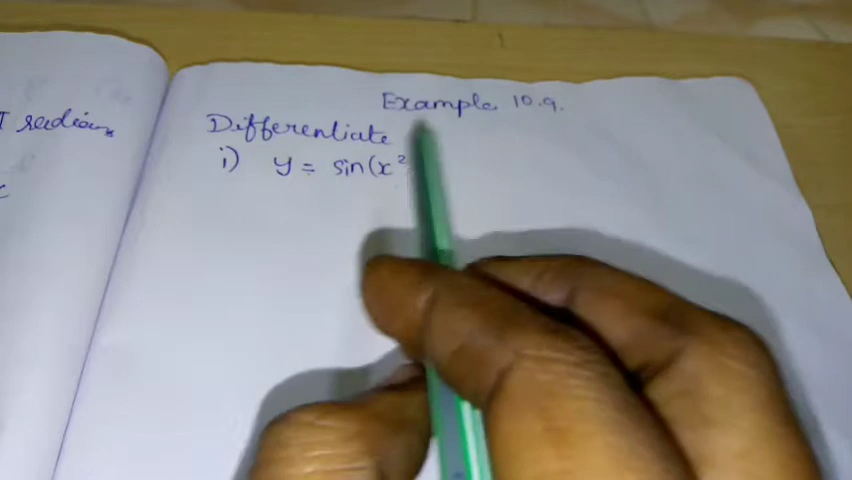 Example 10.9.
Differentiate
i) y = sin(x²